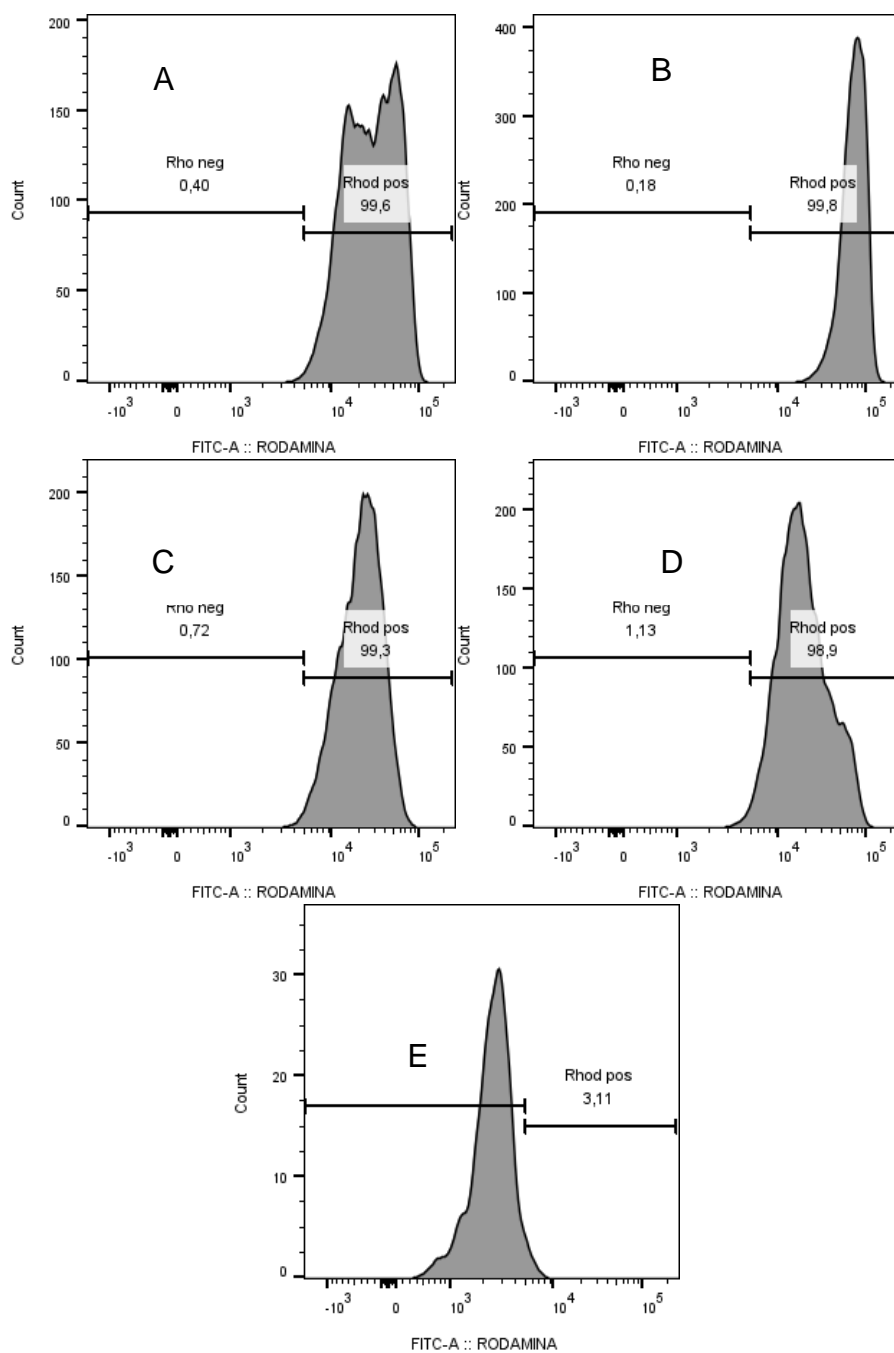 200
150
100
50
0
Count
A
Rho neg
0,40
Rhod pos
99,6
-10³ 0 10³ 10⁴ 10⁵
FITC-A :: RODAMINA
400
300
200
100
0
Count
B
Rho neg
0,18
Rhod pos
99,8
-10³ 0 10³ 10⁴ 10⁵
FITC-A :: RODAMINA
200
150
100
50
0
Count
C
Rho neg
0,72
Rhod pos
99,3
-10³ 0 10³ 10⁴ 10⁵
FITC-A :: RODAMINA
200
150
100
50
0
Count
D
Rho neg
1,13
Rhod pos
98,9
-10³ 0 10³ 10⁴ 10⁵
FITC-A :: RODAMINA
30
20
10
0
Count
E
Rhod pos
3,11
-10³ 0 10³ 10⁴ 10⁵
FITC-A :: RODAMINA